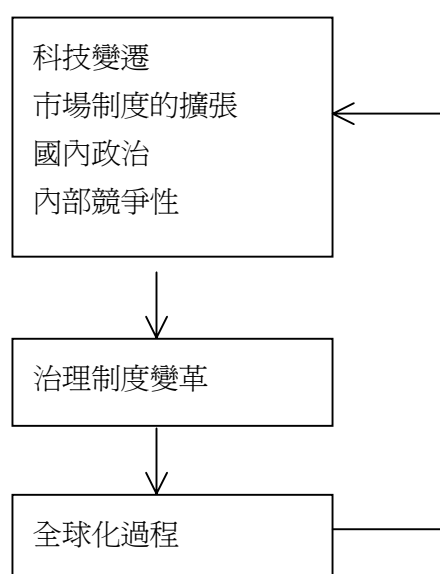 科技變遷
市場制度的擴張
國內政治
內部競爭性
治理制度變革
全球化過程